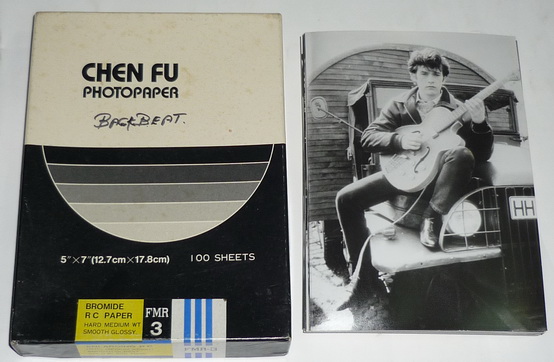 CHEN FU
PHOTOPAPER
BACKBEAT.
5"×7"(12.7cm×17.8cm) 100 SHEETS
BROMIDE
RC PAPER
HARD MEDIUM WT
SMOOTH GLOSSY.
FMR
3
HH